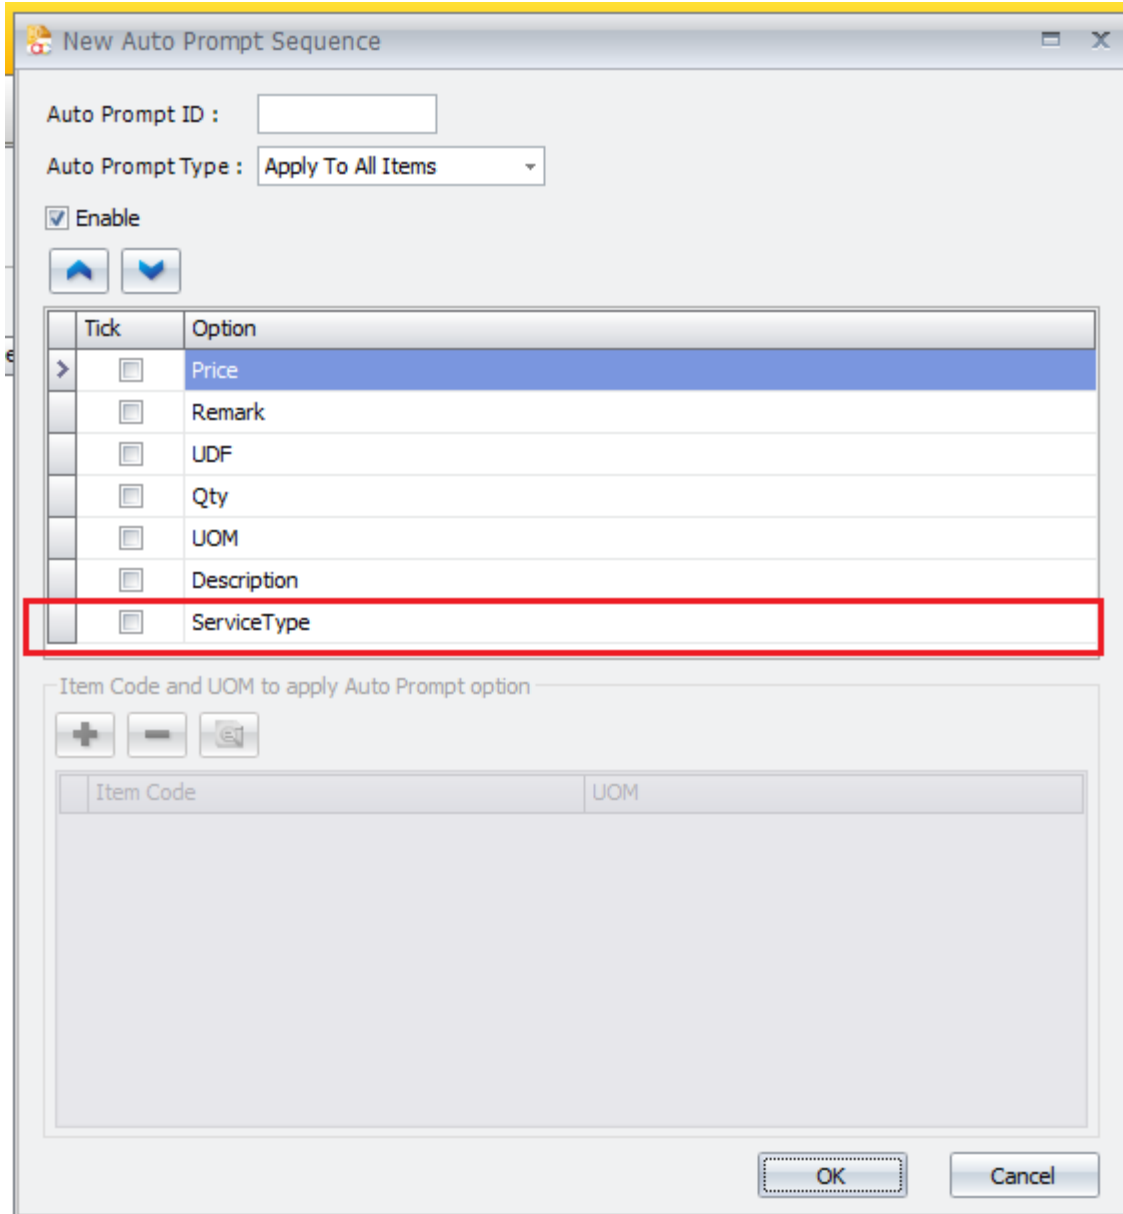 New Auto Prompt Sequence
Auto Prompt ID :
Auto Prompt Type : Apply To All Items
Enable
Tick Option
Price
Remark
UDF
Qty
UOM
Description
ServiceType
Item Code and UOM to apply Auto Prompt option
Item Code UOM
OK Cancel